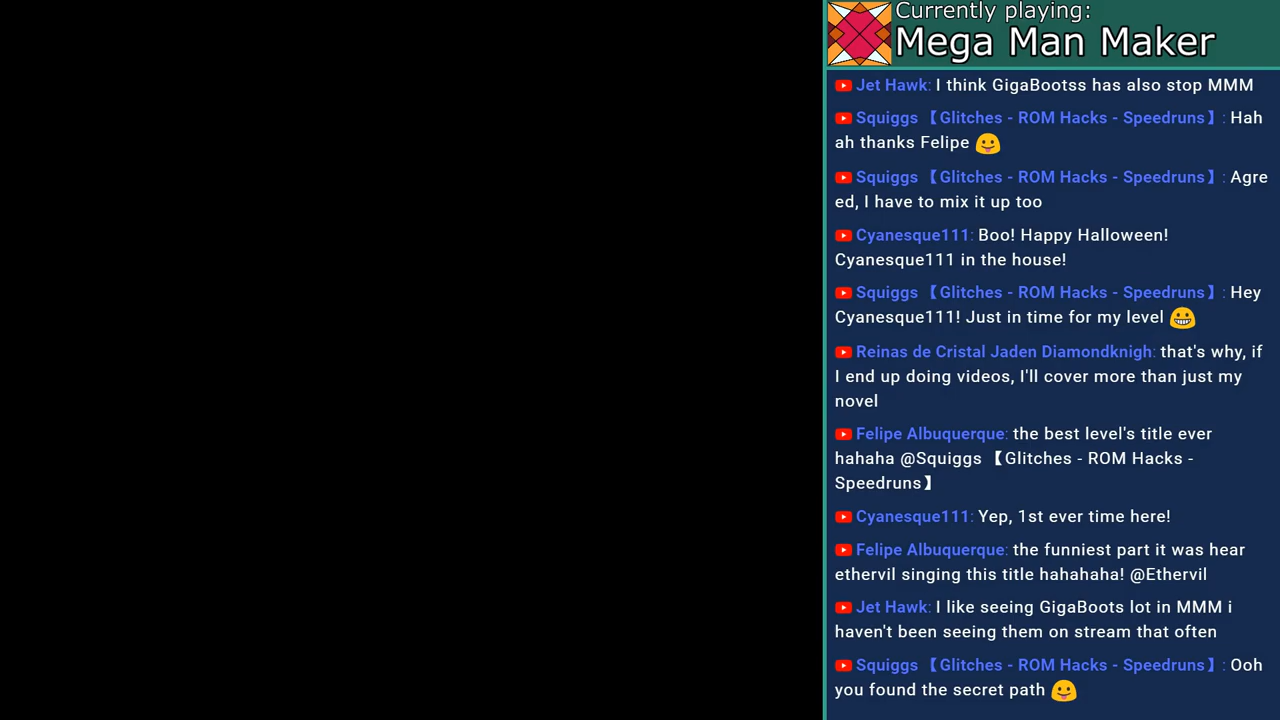 Currently playing:
Mega Man Maker
Jet Hawk: I think GigaBootss has also stop MMM
Squiggs 【Glitches - ROM Hacks - Speedruns】: Hah
ah thanks Felipe
Squiggs 【Glitches - ROM Hacks - Speedruns】: Agre
ed, I have to mix it up too
Cyanesque111: Boo! Happy Halloween!
Cyanesque111 in the house!
Squiggs 【Glitches - ROM Hacks - Speedruns】: Hey
Cyanesque111! Just in time for my level
Reinas de Cristal Jaden Diamondknigh: that's why, if
I end up doing videos, I'll cover more than just my
novel
Felipe Albuquerque: the best level's title ever
hahaha @Squiggs 【Glitches - ROM Hacks -
Speedruns】
Cyanesque111: Yep, 1st ever time here!
Felipe Albuquerque: the funniest part it was hear
ethervil singing this title hahahaha! @Ethervil
Jet Hawk: I like seeing GigaBoots lot in MMM i
haven't been seeing them on stream that often
Squiggs 【Glitches - ROM Hacks - Speedruns】: Ooh
you found the secret path